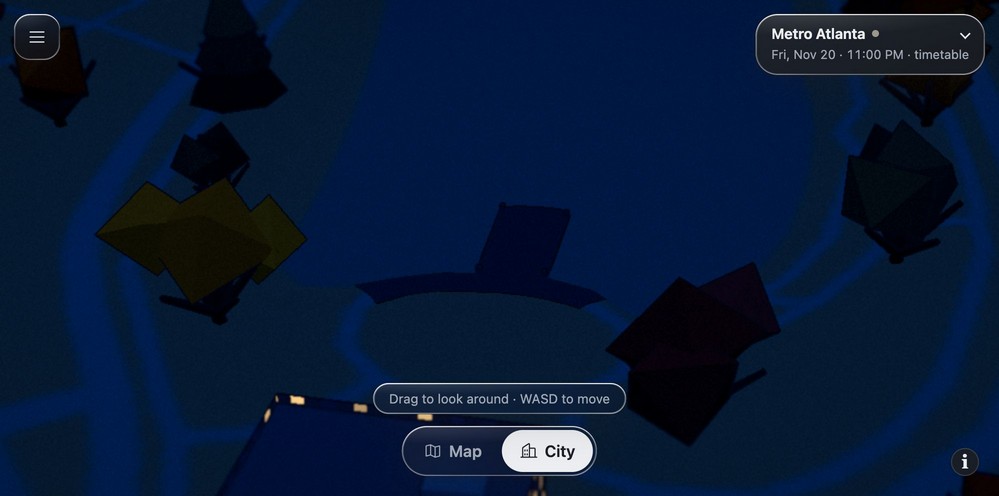 Metro Atlanta
Fri, Nov 20 · 11:00 PM · timetable
Drag to look around · WASD to move
Map
City
i